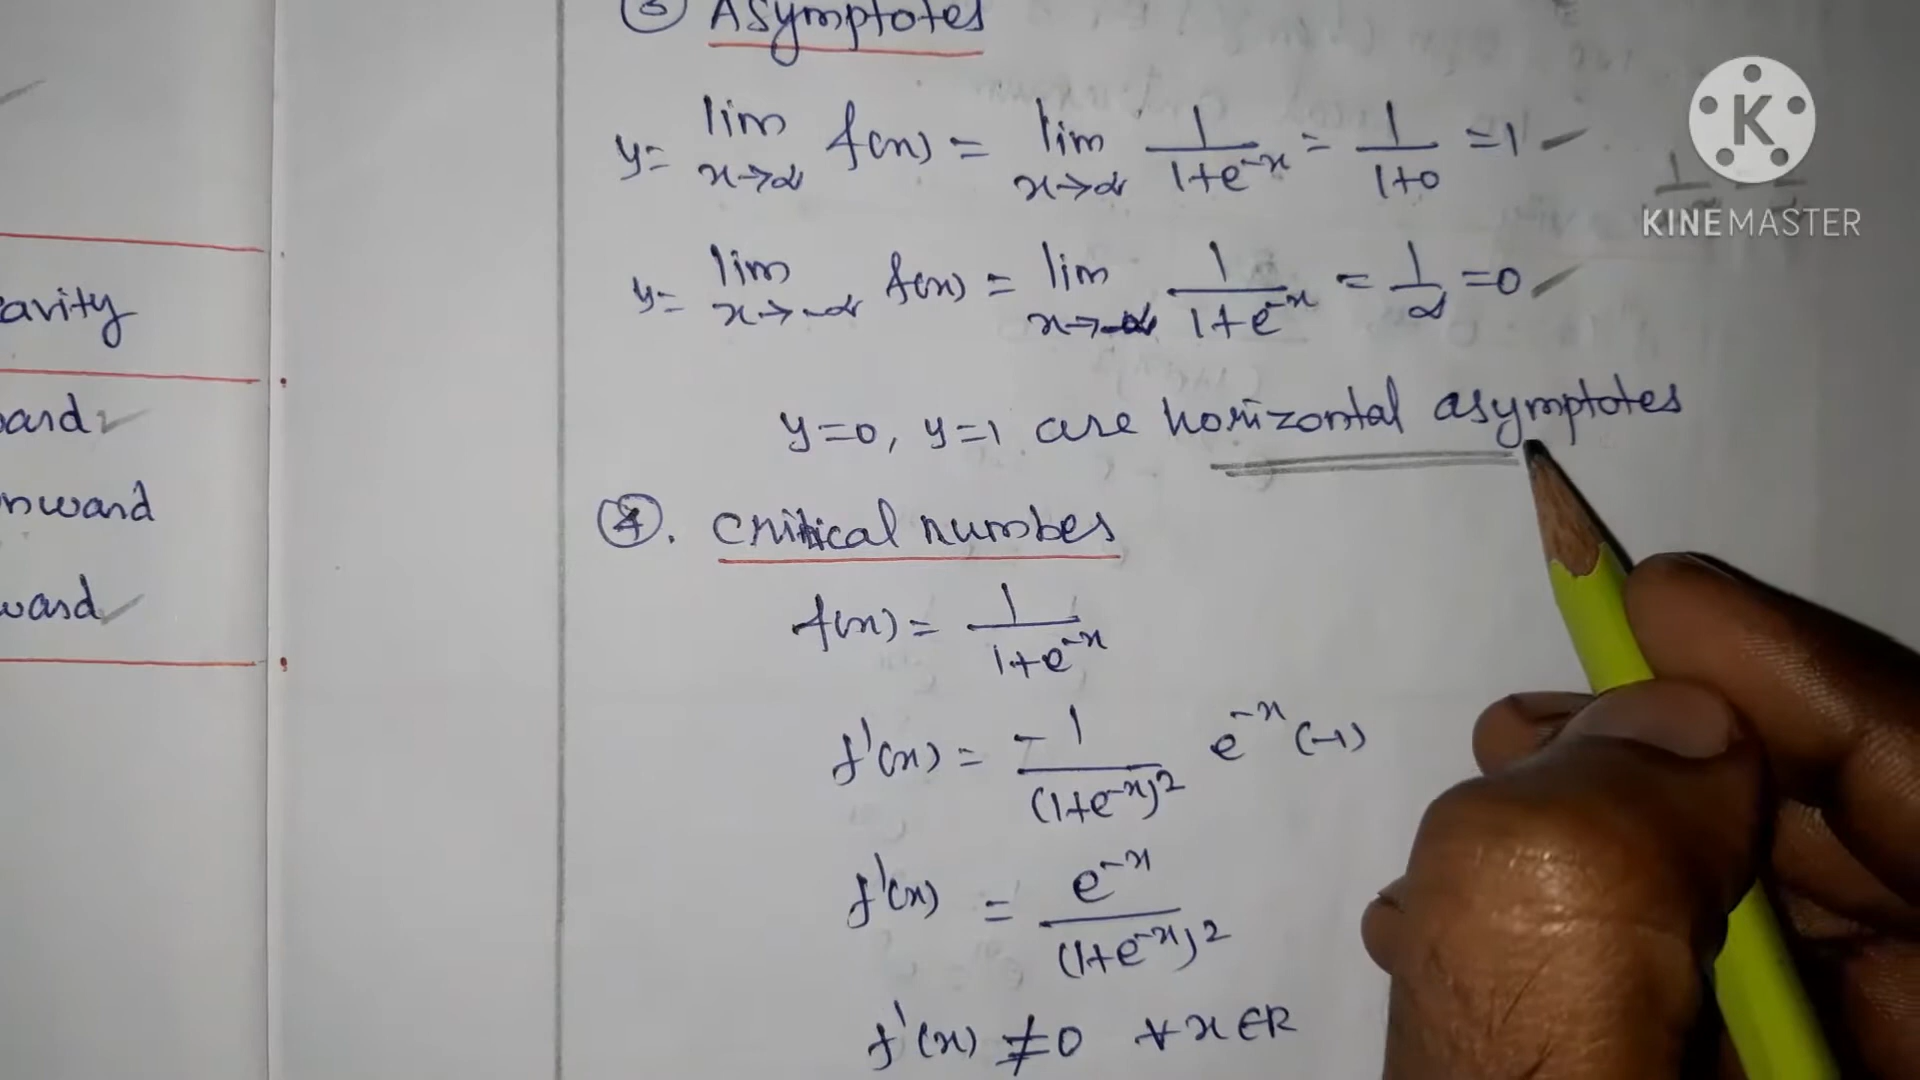 ③ Asymptotes
y= lim x→∞ f(x) = lim x→∞ 1/(1+e^-x) = 1/(1+0) =1
y= lim x→-∞ f(x) = lim x→-∞ 1/(1+e^-x) = 1/∞ =0
y=0, y=1 are horizontal asymptotes
④. critical numbes
f(x)= 1/(1+e^-x)
f'(x) = -1/(1+e^-x)^2 e^-x (-1)
f'(x) = e^-x/(1+e^-x)^2
f'(x) ≠0 ∀x∈R
avity
ard
nward
ward
K
KINEMASTER